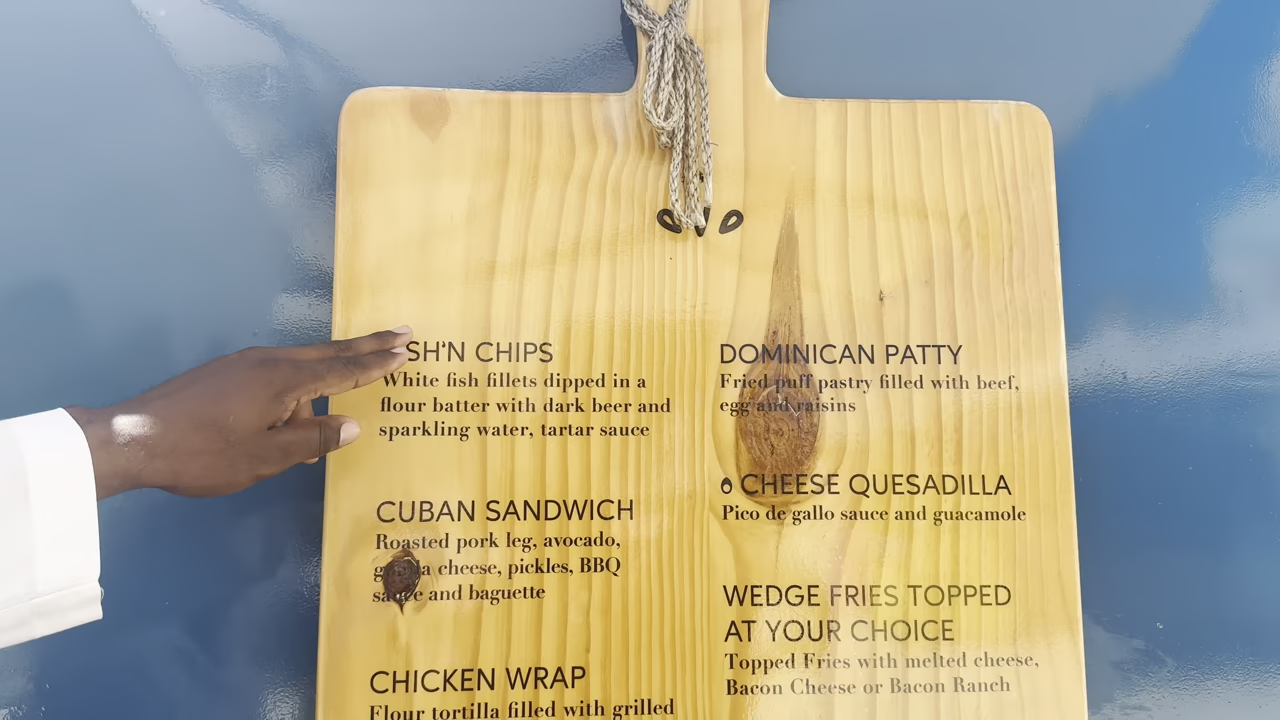 SH'N CHIPS
White fish fillets dipped in a
flour batter with dark beer and
sparkling water, tartar sauce
CUBAN SANDWICH
Roasted pork leg, avocado,
cheese, pickles, BBQ
sauce and baguette
CHICKEN WRAP
Flour tortilla filled with grilled
DOMINICAN PATTY
Fried puff pastry filled with beef,
egg and raisins
CHEESE QUESADILLA
Pico de gallo sauce and guacamole
WEDGE FRIES TOPPED
AT YOUR CHOICE
Topped Fries with melted cheese,
Bacon Cheese or Bacon Ranch